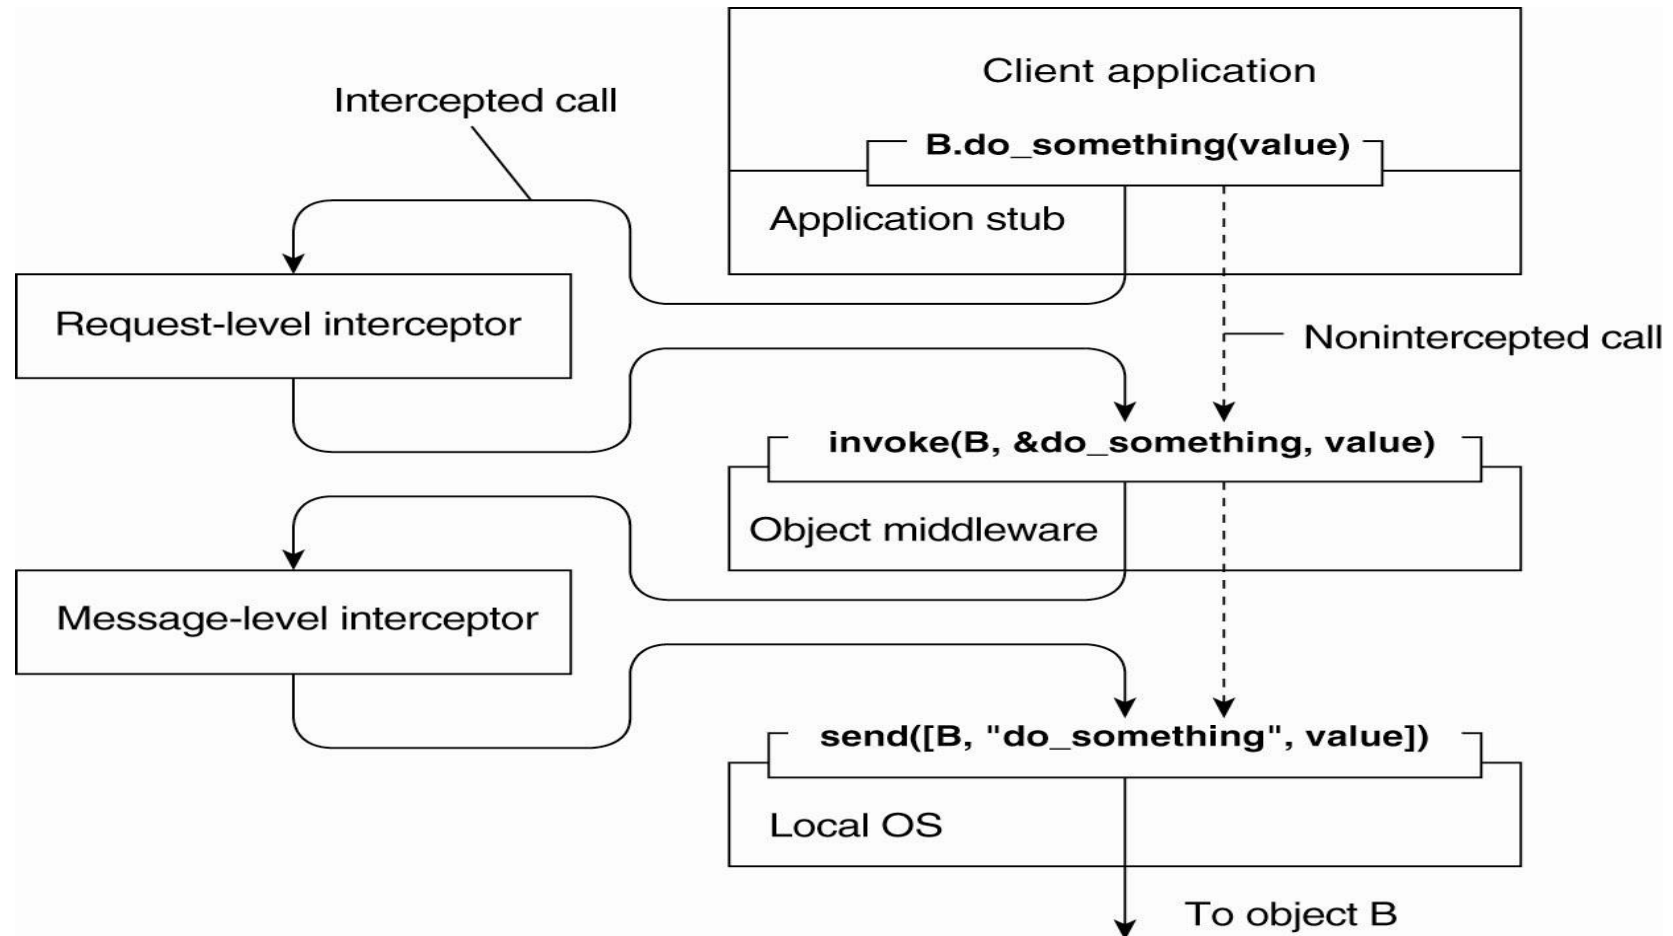 Client application
Intercepted call
B.do_something(value)
Application stub
Request-level interceptor
Nonintercepted call
invoke(B, &do_something, value)
Object middleware
Message-level interceptor
send([B, "do_something", value])
Local OS
To object B